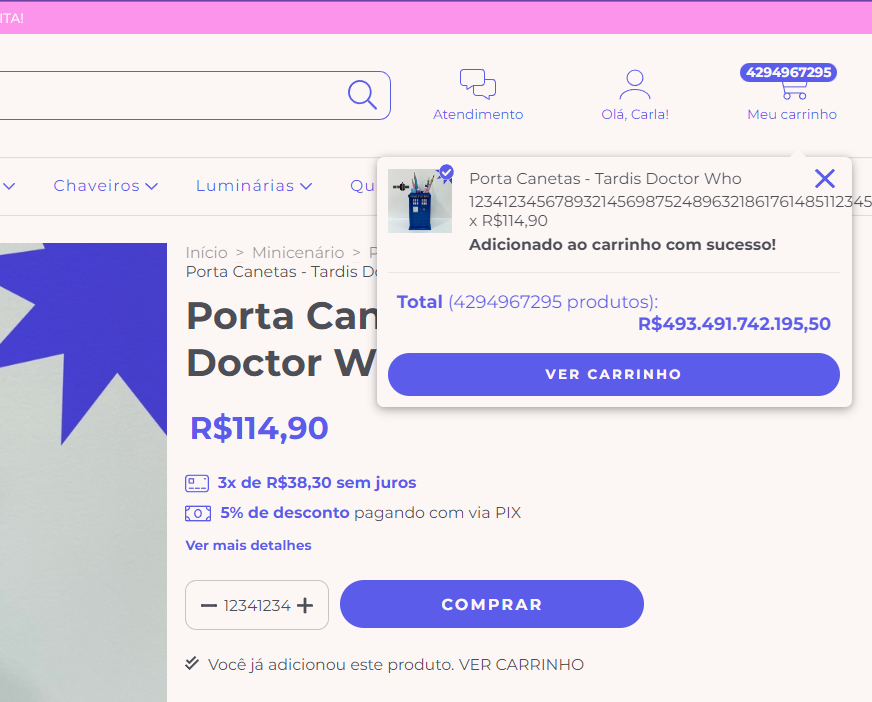 ITA!
4294967295
Atendimento
Olá, Carla!
Meu carrinho
Chaveiros
Luminárias
Qu
Porta Canetas - Tardis Doctor Who
1234123456789321456987524896321861761485112345
x R$114,90
Adicionado ao carrinho com sucesso!
Total (4294967295 produtos):
R$493.491.742.195,50
VER CARRINHO
Início > Minicenário > P
Porta Canetas - Tardis Do
Porta Can
Doctor W
R$114,90
3x de R$38,30 sem juros
5% de desconto pagando com via PIX
Ver mais detalhes
12341234
COMPRAR
Você já adicionou este produto. VER CARRINHO